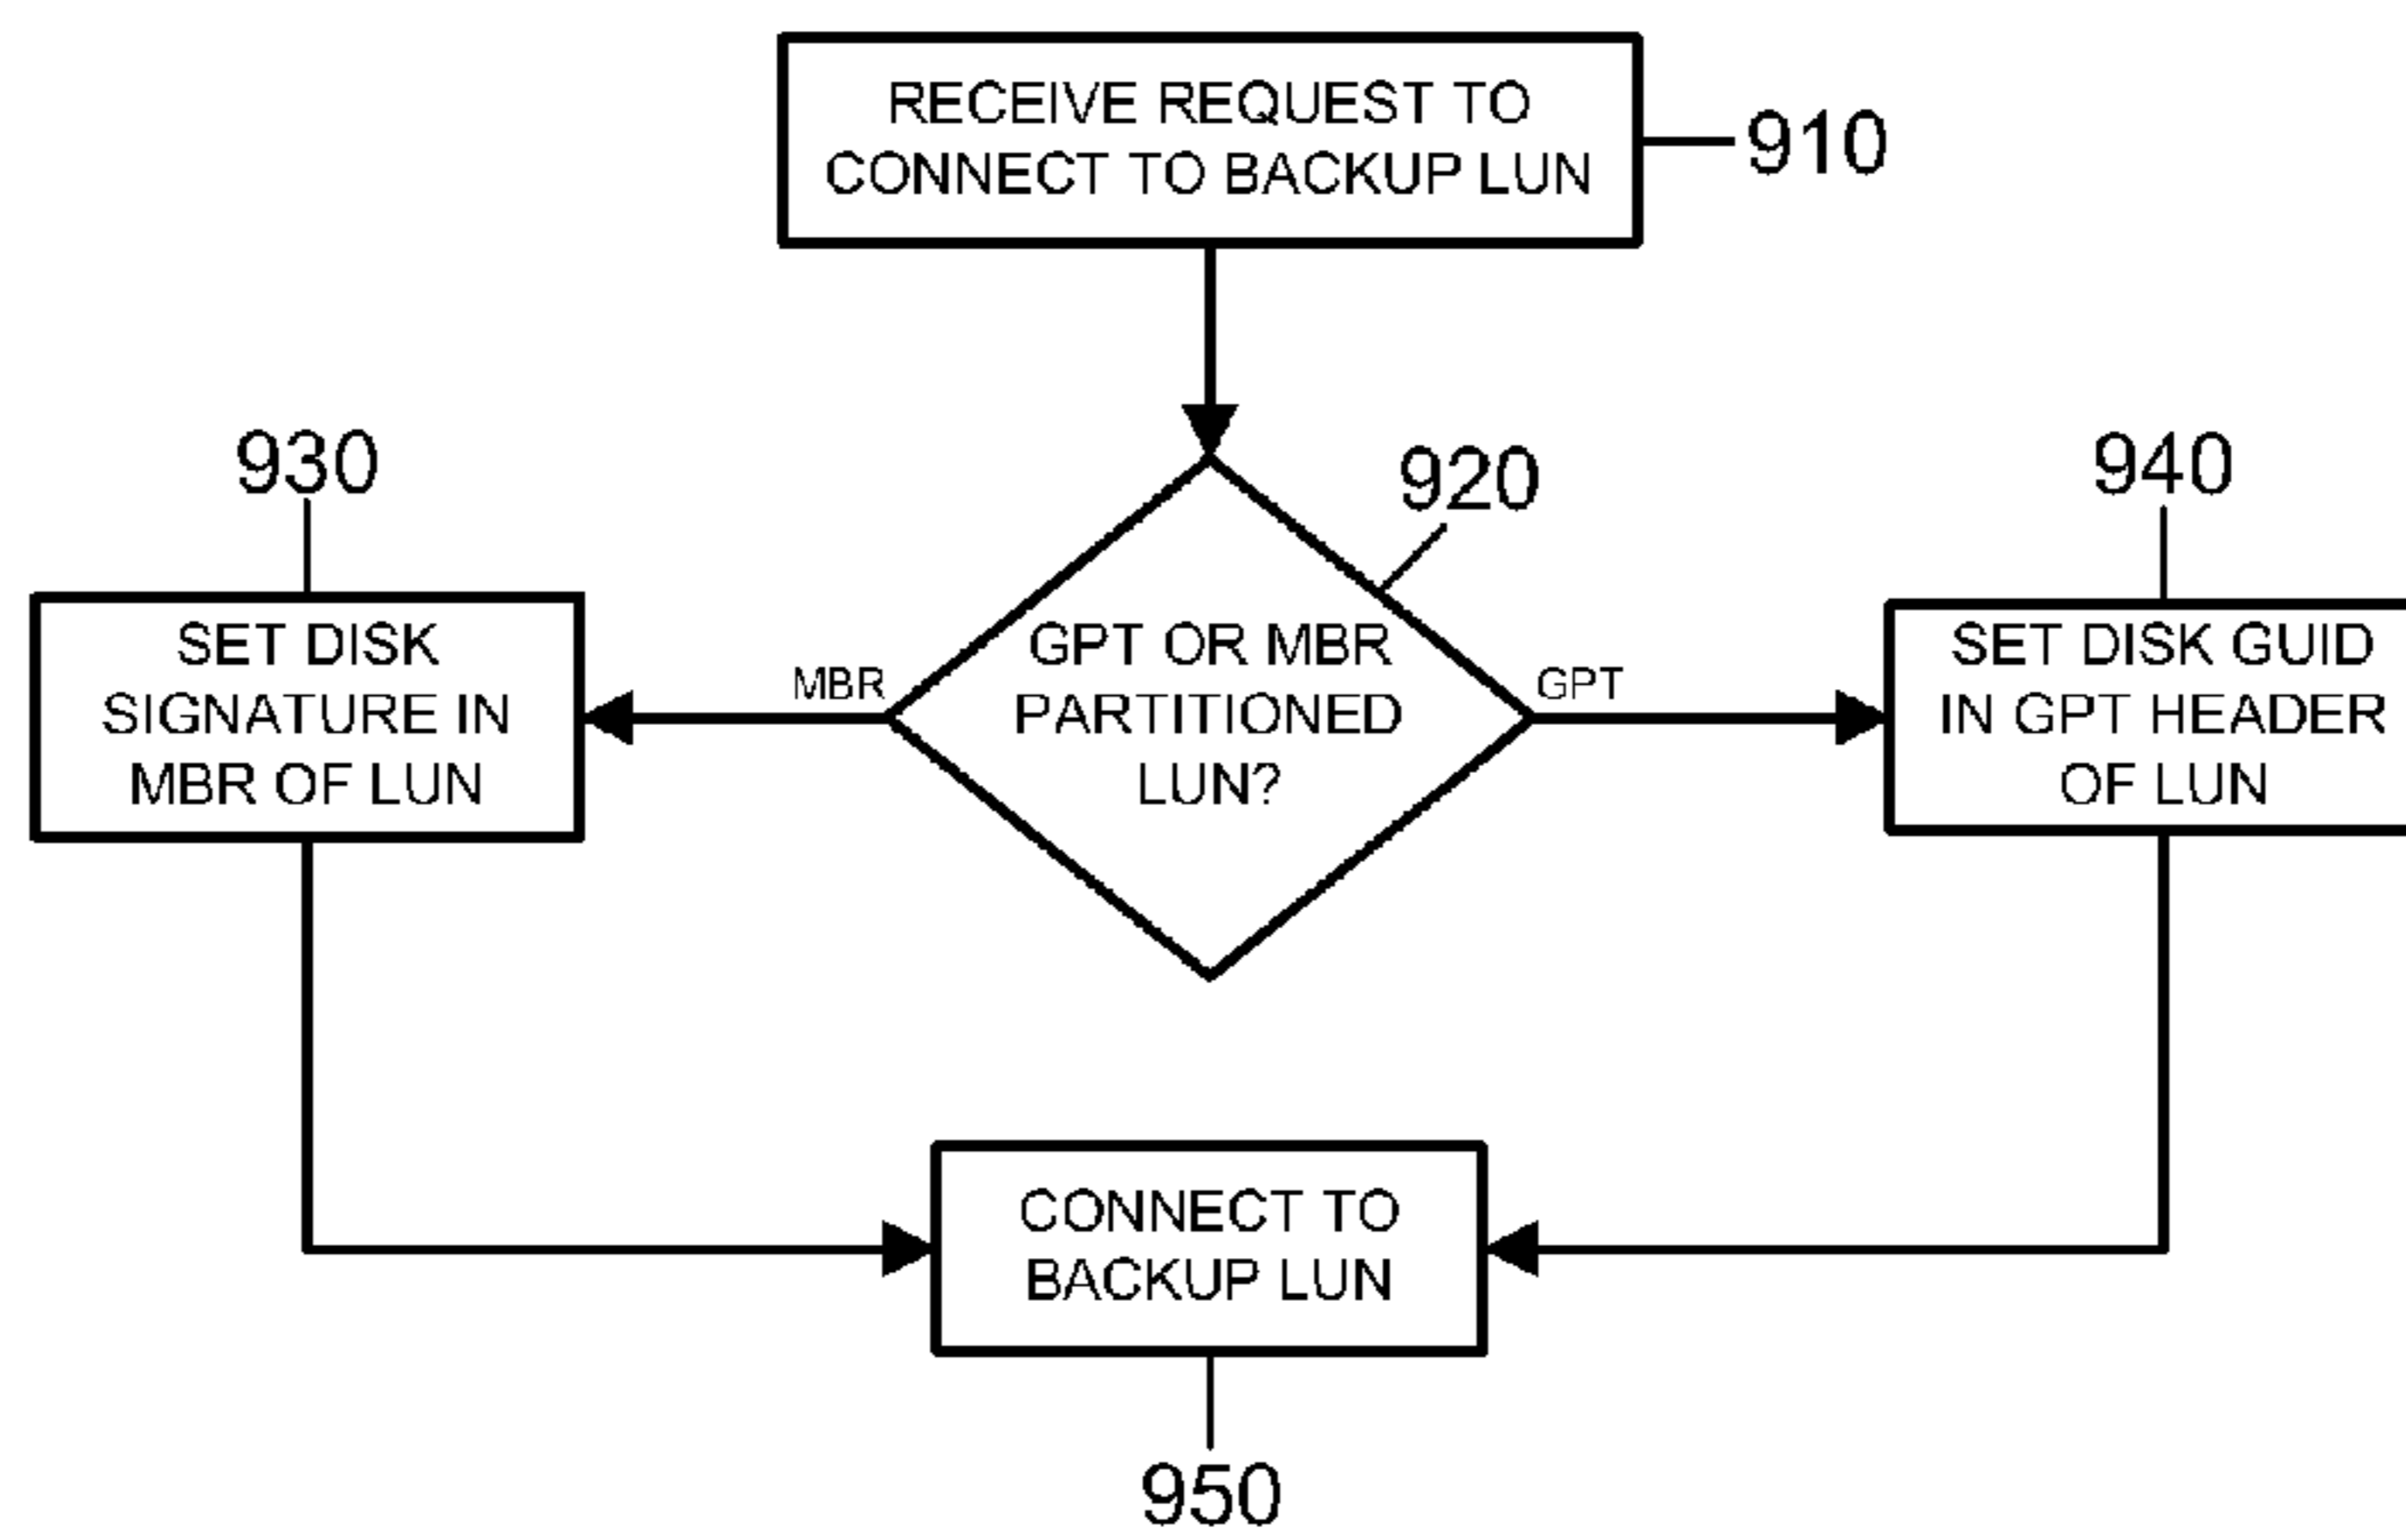 RECEIVE REQUEST TO
CONNECT TO BACKUP LUN
910
920
GPT OR MBR
PARTITIONED
LUN?
MBR
GPT
930
SET DISK
SIGNATURE IN
MBR OF LUN
940
SET DISK GUID
IN GPT HEADER
OF LUN
CONNECT TO
BACKUP LUN
950